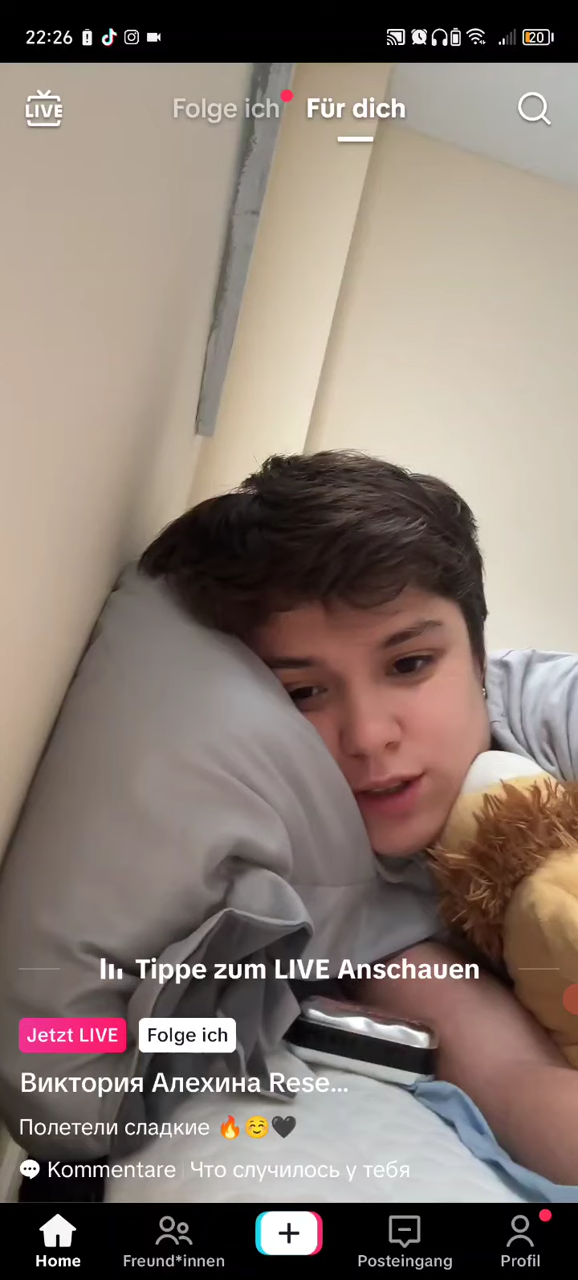 22:26
20
LIVE
Folge ich
Für dich
Tippe zum LIVE Anschauen
Jetzt LIVE
Folge ich
Виктория Алехина Rese...
Полетели сладкие 🔥☺️🖤
Kommentare Что случилось у тебя
Home
Freund*innen
Posteingang
Profil